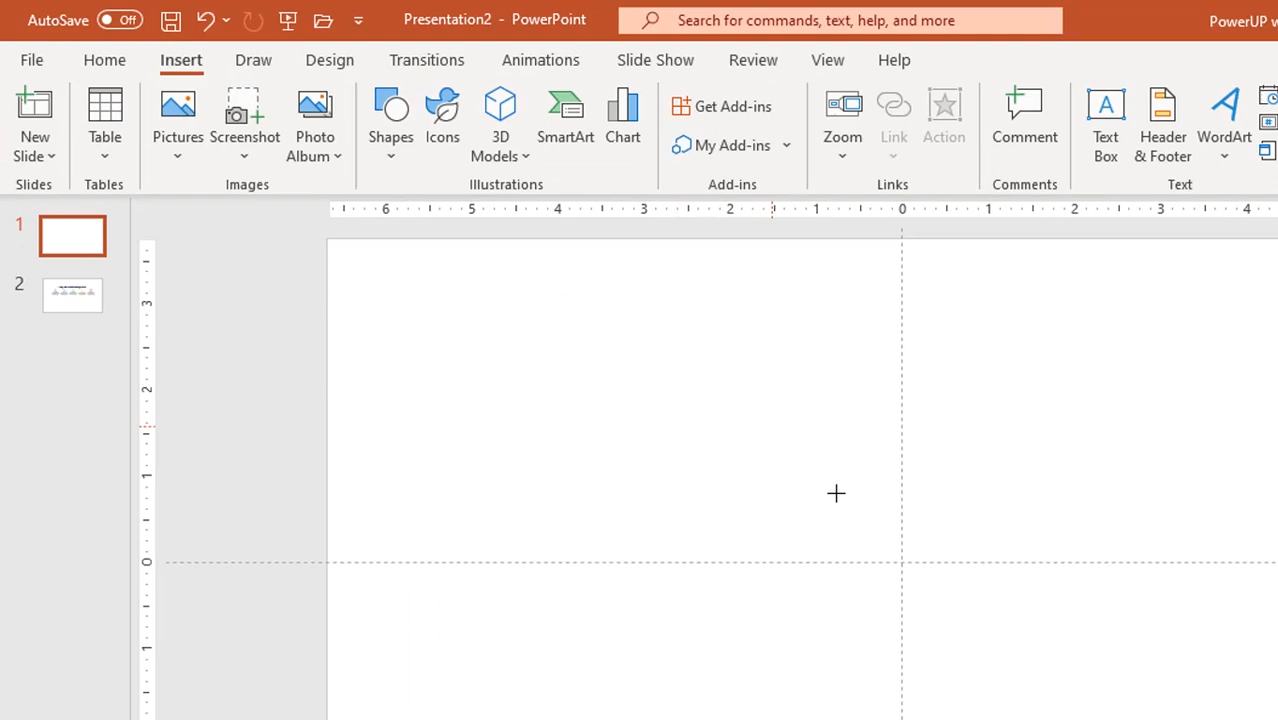 AutoSave Off Presentation2 - PowerPoint Search for commands, text, help, and more PowerUP w
File Home Insert Draw Design Transitions Animations Slide Show Review View Help
New Slide Table Pictures Screenshot Photo Album Shapes Icons 3D Models SmartArt Chart Get Add-ins My Add-ins Zoom Link Action Comment Text Box Header & Footer WordArt
Slides Tables Images Illustrations Add-ins Links Comments Text
6 5 4 3 2 1 0 1 2 3 4
1
2
3
2
1
0
1